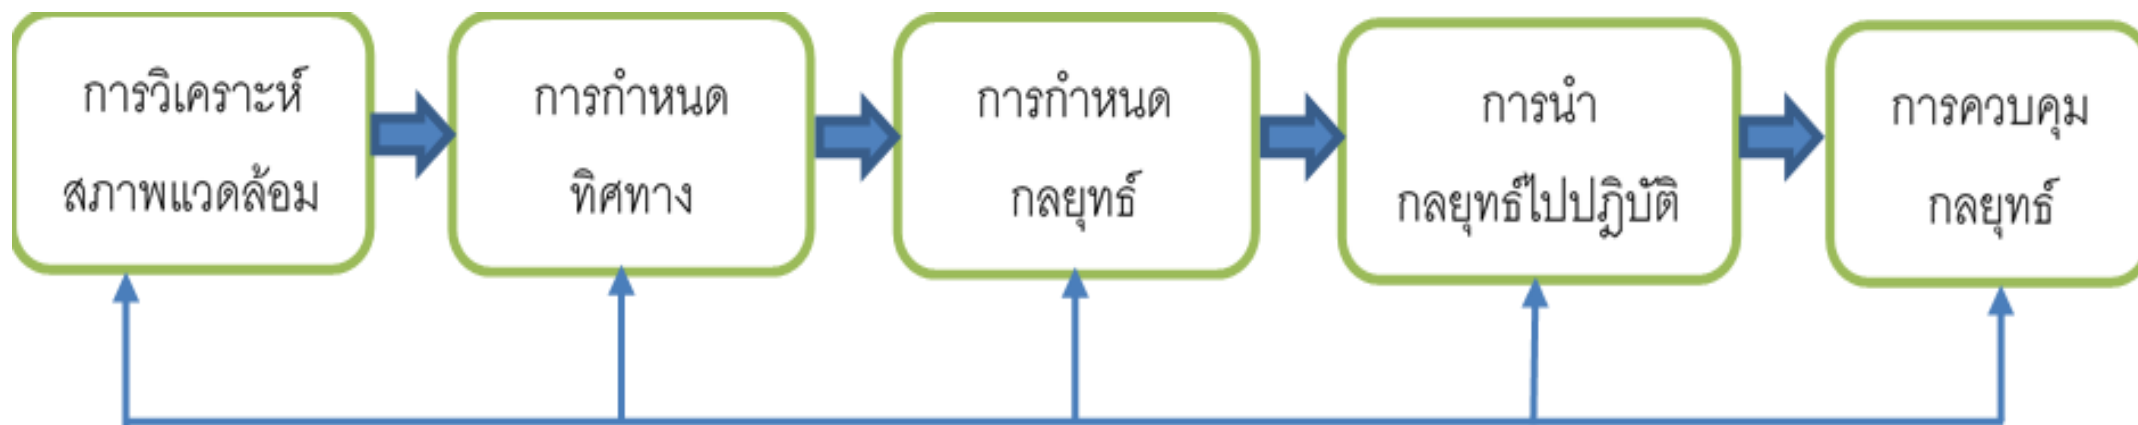 การวิเคราะห์
สภาพแวดล้อม
การกำหนด
ทิศทาง
การกำหนด
กลยุทธ์
การนำ
กลยุทธ์ไปปฏิบัติ
การควบคุม
กลยุทธ์